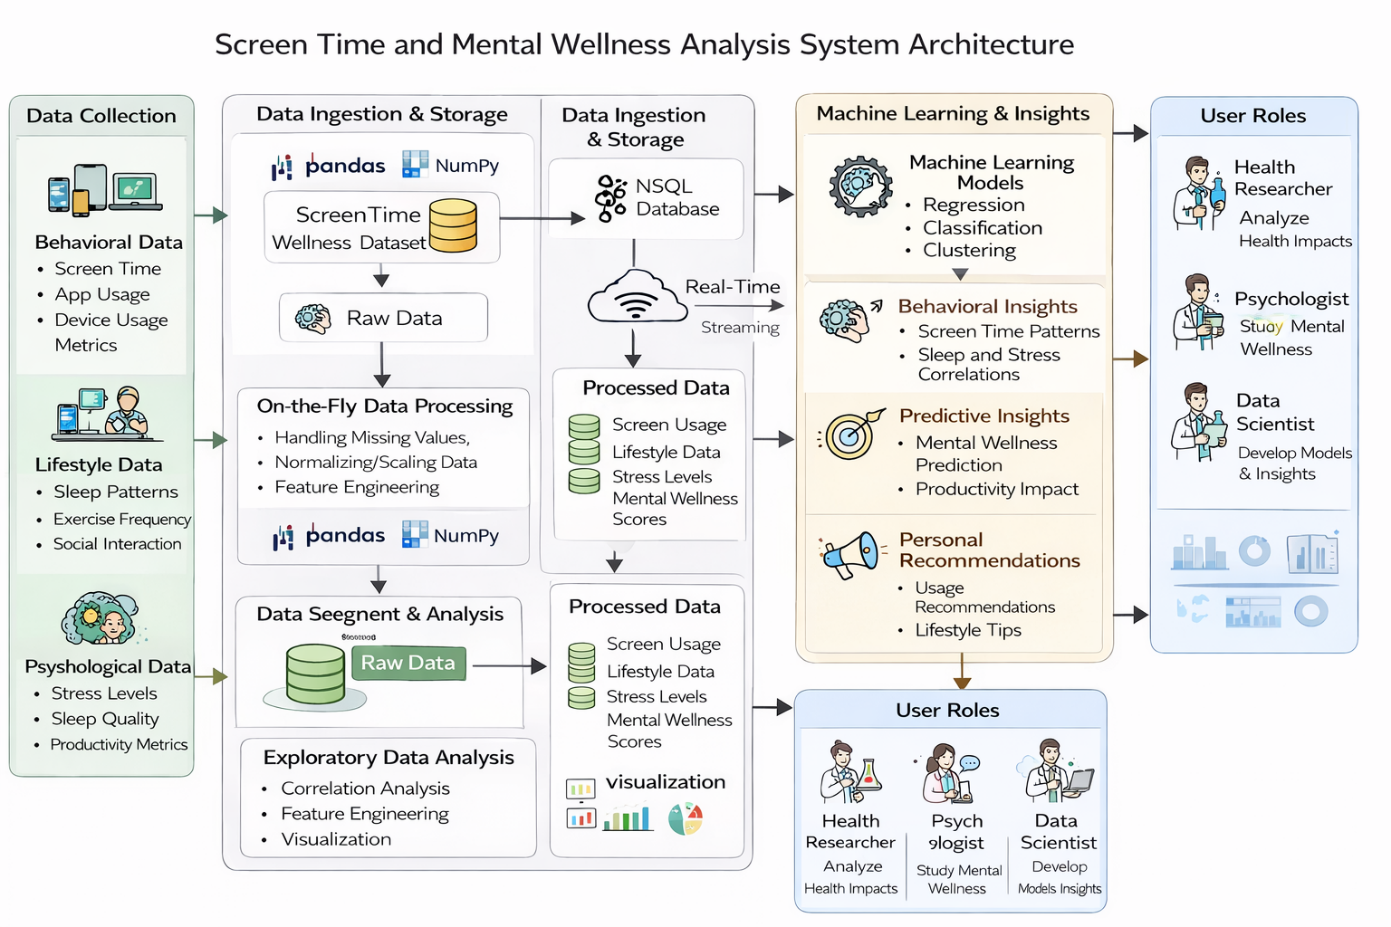 Screen Time and Mental Wellness Analysis System Architecture
Data Collection
Behavioral Data
• Screen Time
• App Usage
• Device Usage
Metrics
Lifestyle Data
• Sleep Patterns
• Exercise Frequency
• Social Interaction
Psyshological Data
• Stress Levels
• Sleep Quality
• Productivity Metrics
Data Ingestion & Storage
pandas NumPy
ScreenTime
Wellness Dataset
Raw Data
On-the-Fly Data Processing
• Handling Missing Values,
• Normalizing/Scaling Data
• Feature Engineering
pandas NumPy
Data Seegnent & Analysis
Raw Data
Exploratory Data Analysis
• Correlation Analysis
• Feature Engineering
• Visualization
Data Ingestion
& Storage
NSQL
Database
Real-Time
Streaming
Processed Data
Screen Usage
Lifestyle Data
Stress Levels
Mental Wellness
Scores
Processed Data
Screen Usage
Lifestyle Data
Stress Levels
Mental Wellness
Scores
visualization
Machine Learning & Insights
Machine Learning
Models
• Regression
• Classification
• Clustering
Behavioral Insights
• Screen Time Patterns
• Sleep and Stress
Correlations
Predictive Insights
• Mental Wellness
Prediction
• Productivity Impact
Personal
Recommendations
• Usage
Recommendations
• Lifestyle Tips
User Roles
Health
Researcher
Analyze
Health Impacts
Psychologist
Study Mental
Wellness
Data
Scientist
Develop Models
& Insights
User Roles
Health
Researcher
Analyze
Health Impacts
Psych
ologist
Study Mental
Wellness
Data
Scientist
Develop
Models Insights